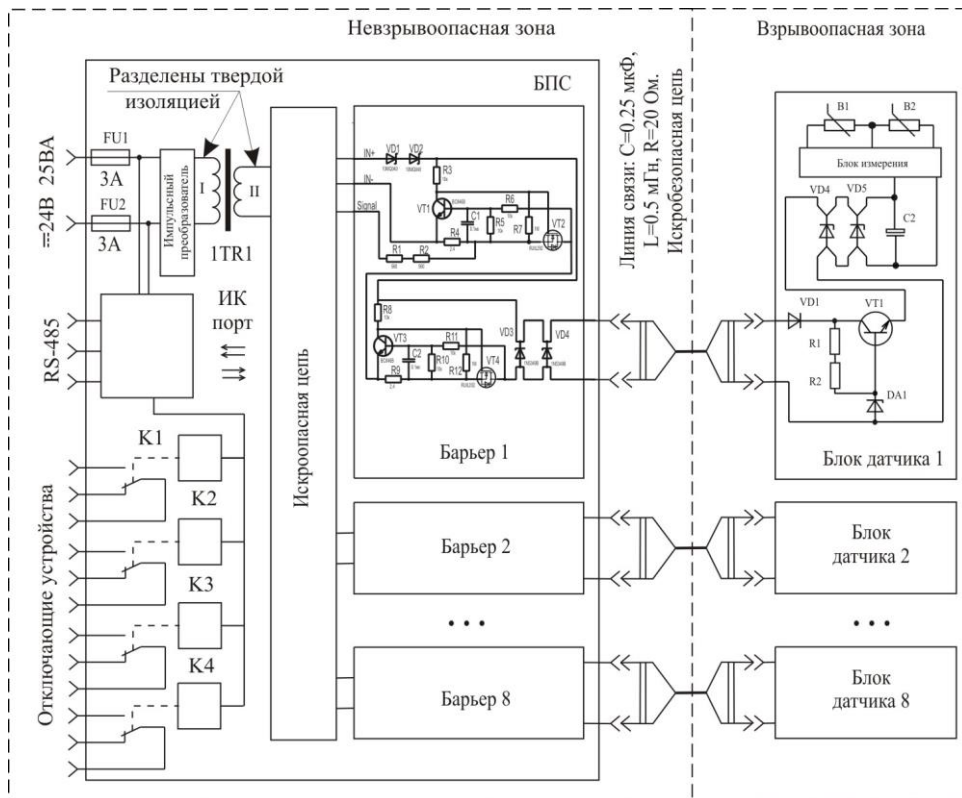 Невзрывоопасная зона
Взрывоопасная зона
Разделены твердой
изоляцией
БПС
FU1
3А
FU2
3А
⎓24В 25ВА
Импульсный
преобразователь
I
II
1TR1
RS-485
ИК
порт
Отключающие устройства
K1
K2
K3
K4
Искроопасная цепь
IN+
IN-
Signal
VD1
VD2
R3
VT1
C1
R4
R5
R6
R7
VT2
R1
R2
R8
VT3
C2
R9
R10
R11
R12
VT4
VD3
VD4
Барьер 1
Барьер 2
• • •
Барьер 8
Линия связи: C=0.25 мкФ,
L=0.5 мГн, R=20 Ом.
Искробезопасная цепь
B1
B2
Блок измерения
VD4
VD5
C2
VD1
VT1
R1
R2
DA1
Блок датчика 1
Блок
датчика 2
• • •
Блок
датчика 8